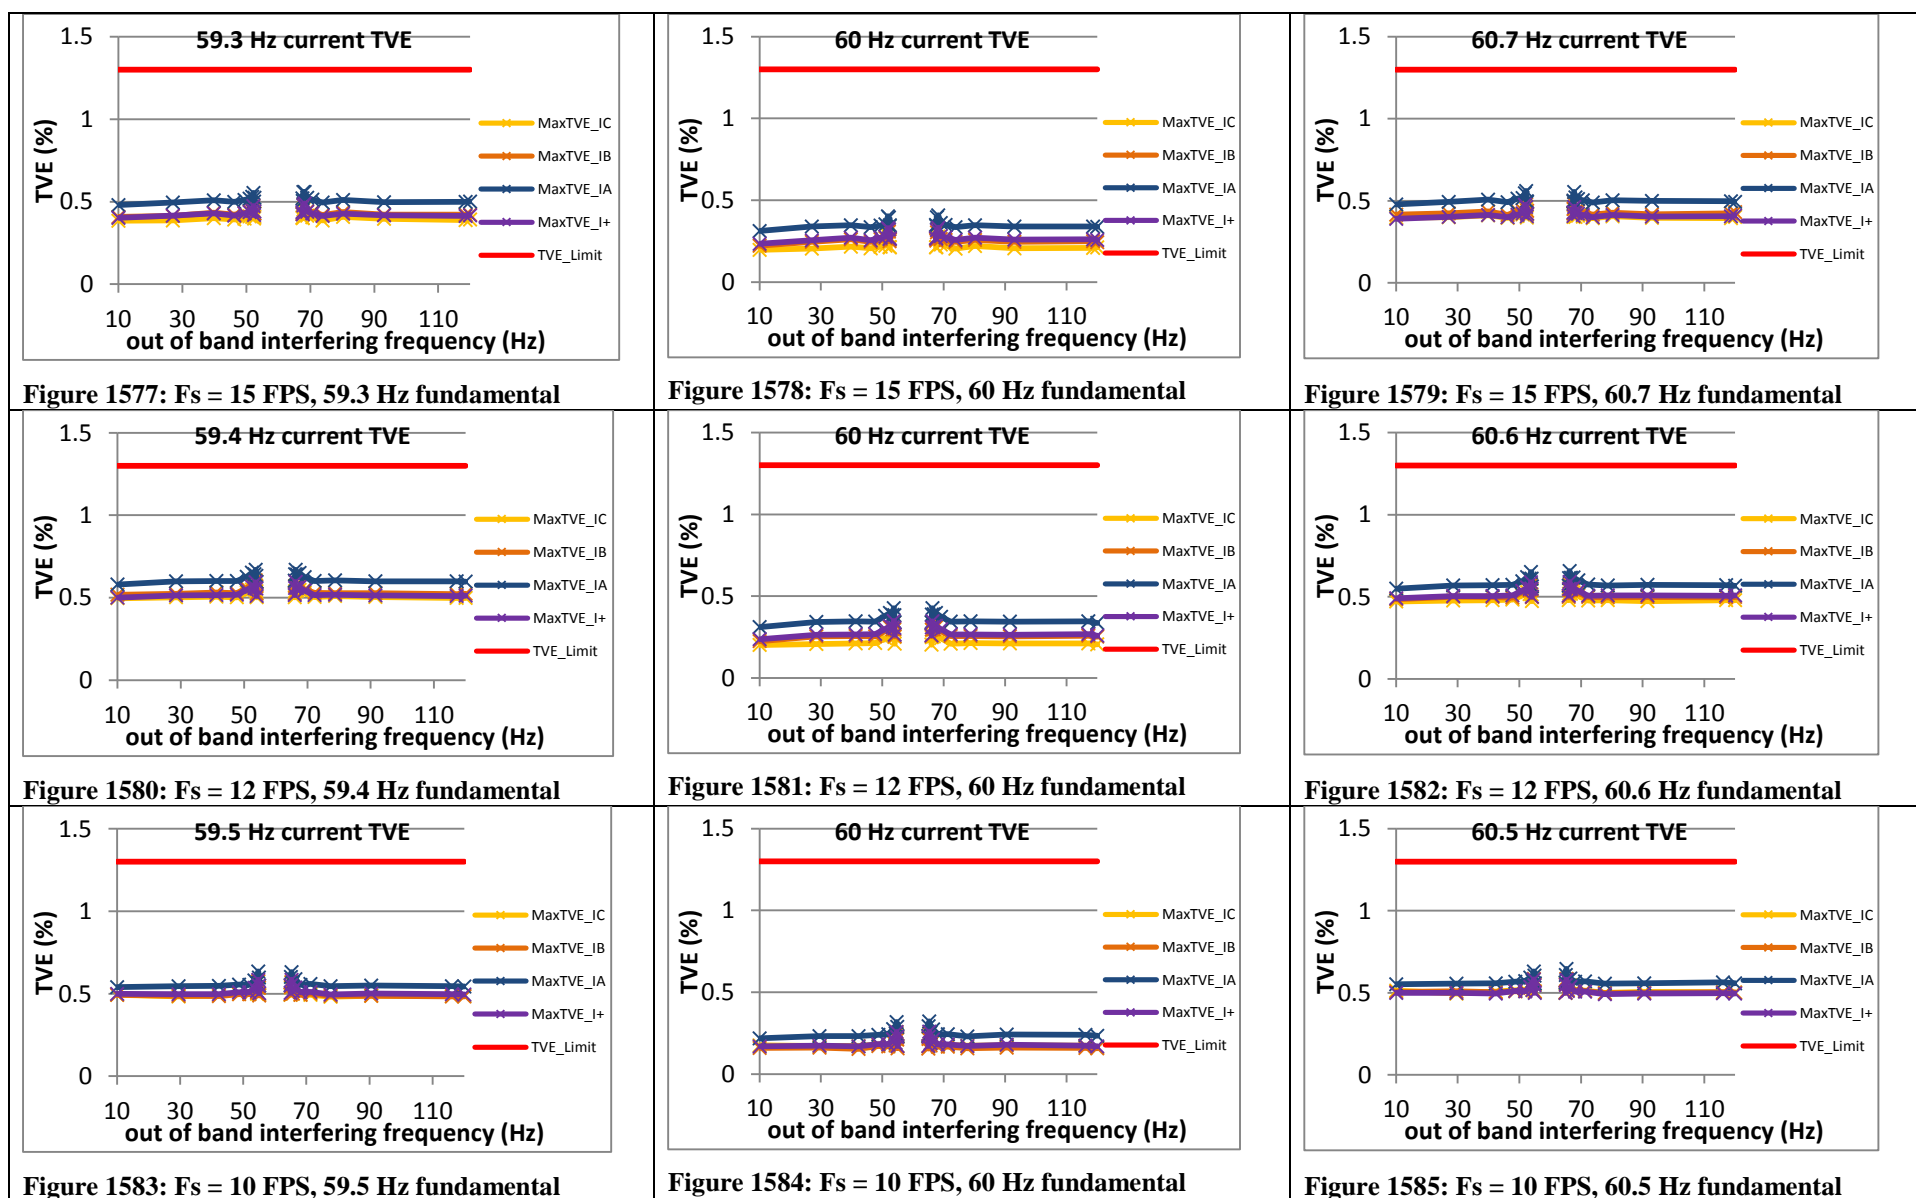 59.3 Hz current TVE
1.5
1
0.5
0
TVE (%)
10 30 50 70 90 110
out of band interfering frequency (Hz)
MaxTVE_IC
MaxTVE_IB
MaxTVE_IA
MaxTVE_I+
TVE_Limit
Figure 1577: Fs = 15 FPS, 59.3 Hz fundamental
60 Hz current TVE
1.5
1
0.5
0
TVE (%)
10 30 50 70 90 110
out of band interfering frequency (Hz)
MaxTVE_IC
MaxTVE_IB
MaxTVE_IA
MaxTVE_I+
TVE_Limit
Figure 1578: Fs = 15 FPS, 60 Hz fundamental
60.7 Hz current TVE
1.5
1
0.5
0
TVE (%)
10 30 50 70 90 110
out of band interfering frequency (Hz)
MaxTVE_IC
MaxTVE_IB
MaxTVE_IA
MaxTVE_I+
TVE_Limit
Figure 1579: Fs = 15 FPS, 60.7 Hz fundamental
59.4 Hz current TVE
1.5
1
0.5
0
TVE (%)
10 30 50 70 90 110
out of band interfering frequency (Hz)
MaxTVE_IC
MaxTVE_IB
MaxTVE_IA
MaxTVE_I+
TVE_Limit
Figure 1580: Fs = 12 FPS, 59.4 Hz fundamental
60 Hz current TVE
1.5
1
0.5
0
TVE (%)
10 30 50 70 90 110
out of band interfering frequency (Hz)
MaxTVE_IC
MaxTVE_IB
MaxTVE_IA
MaxTVE_I+
TVE_Limit
Figure 1581: Fs = 12 FPS, 60 Hz fundamental
60.6 Hz current TVE
1.5
1
0.5
0
TVE (%)
10 30 50 70 90 110
out of band interfering frequency (Hz)
MaxTVE_IC
MaxTVE_IB
MaxTVE_IA
MaxTVE_I+
TVE_Limit
Figure 1582: Fs = 12 FPS, 60.6 Hz fundamental
59.5 Hz current TVE
1.5
1
0.5
0
TVE (%)
10 30 50 70 90 110
out of band interfering frequency (Hz)
MaxTVE_IC
MaxTVE_IB
MaxTVE_IA
MaxTVE_I+
TVE_Limit
Figure 1583: Fs = 10 FPS, 59.5 Hz fundamental
60 Hz current TVE
1.5
1
0.5
0
TVE (%)
10 30 50 70 90 110
out of band interfering frequency (Hz)
MaxTVE_IC
MaxTVE_IB
MaxTVE_IA
MaxTVE_I+
TVE_Limit
Figure 1584: Fs = 10 FPS, 60 Hz fundamental
60.5 Hz current TVE
1.5
1
0.5
0
TVE (%)
10 30 50 70 90 110
out of band interfering frequency (Hz)
MaxTVE_IC
MaxTVE_IB
MaxTVE_IA
MaxTVE_I+
TVE_Limit
Figure 1585: Fs = 10 FPS, 60.5 Hz fundamental